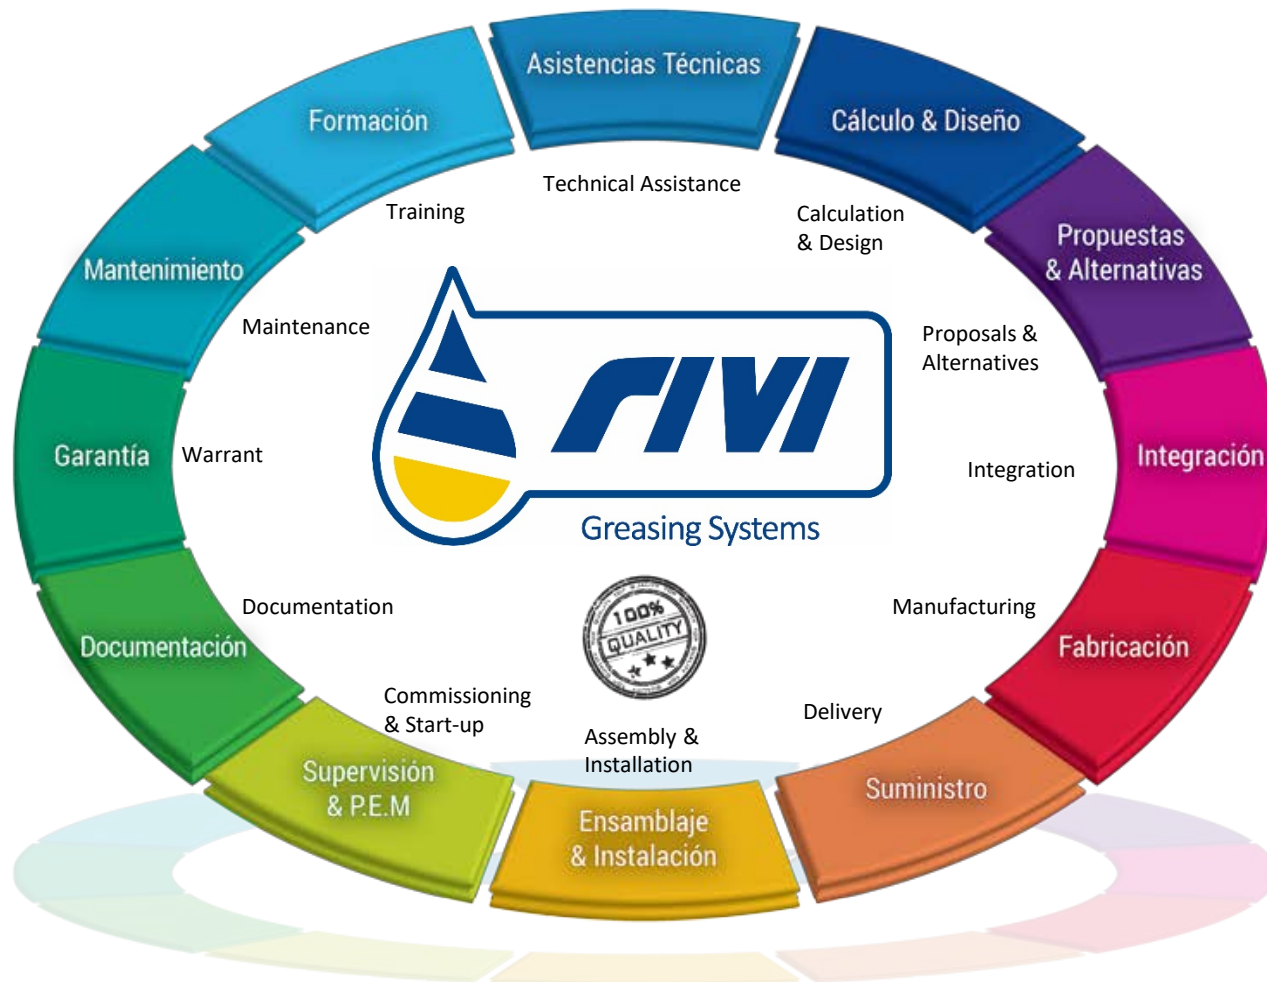 Asistencias Técnicas
Technical Assistance
Cálculo & Diseño
Calculation
& Design
Propuestas
& Alternativas
Proposals &
Alternatives
Integración
Integration
Fabricación
Manufacturing
Suministro
Delivery
Ensamblaje
& Instalación
Assembly &
Installation
Supervisión
& P.E.M
Commissioning
& Start-up
Documentación
Documentation
Garantía
Warrant
Mantenimiento
Maintenance
Formación
Training
RIVI
Greasing Systems
100%
QUALITY